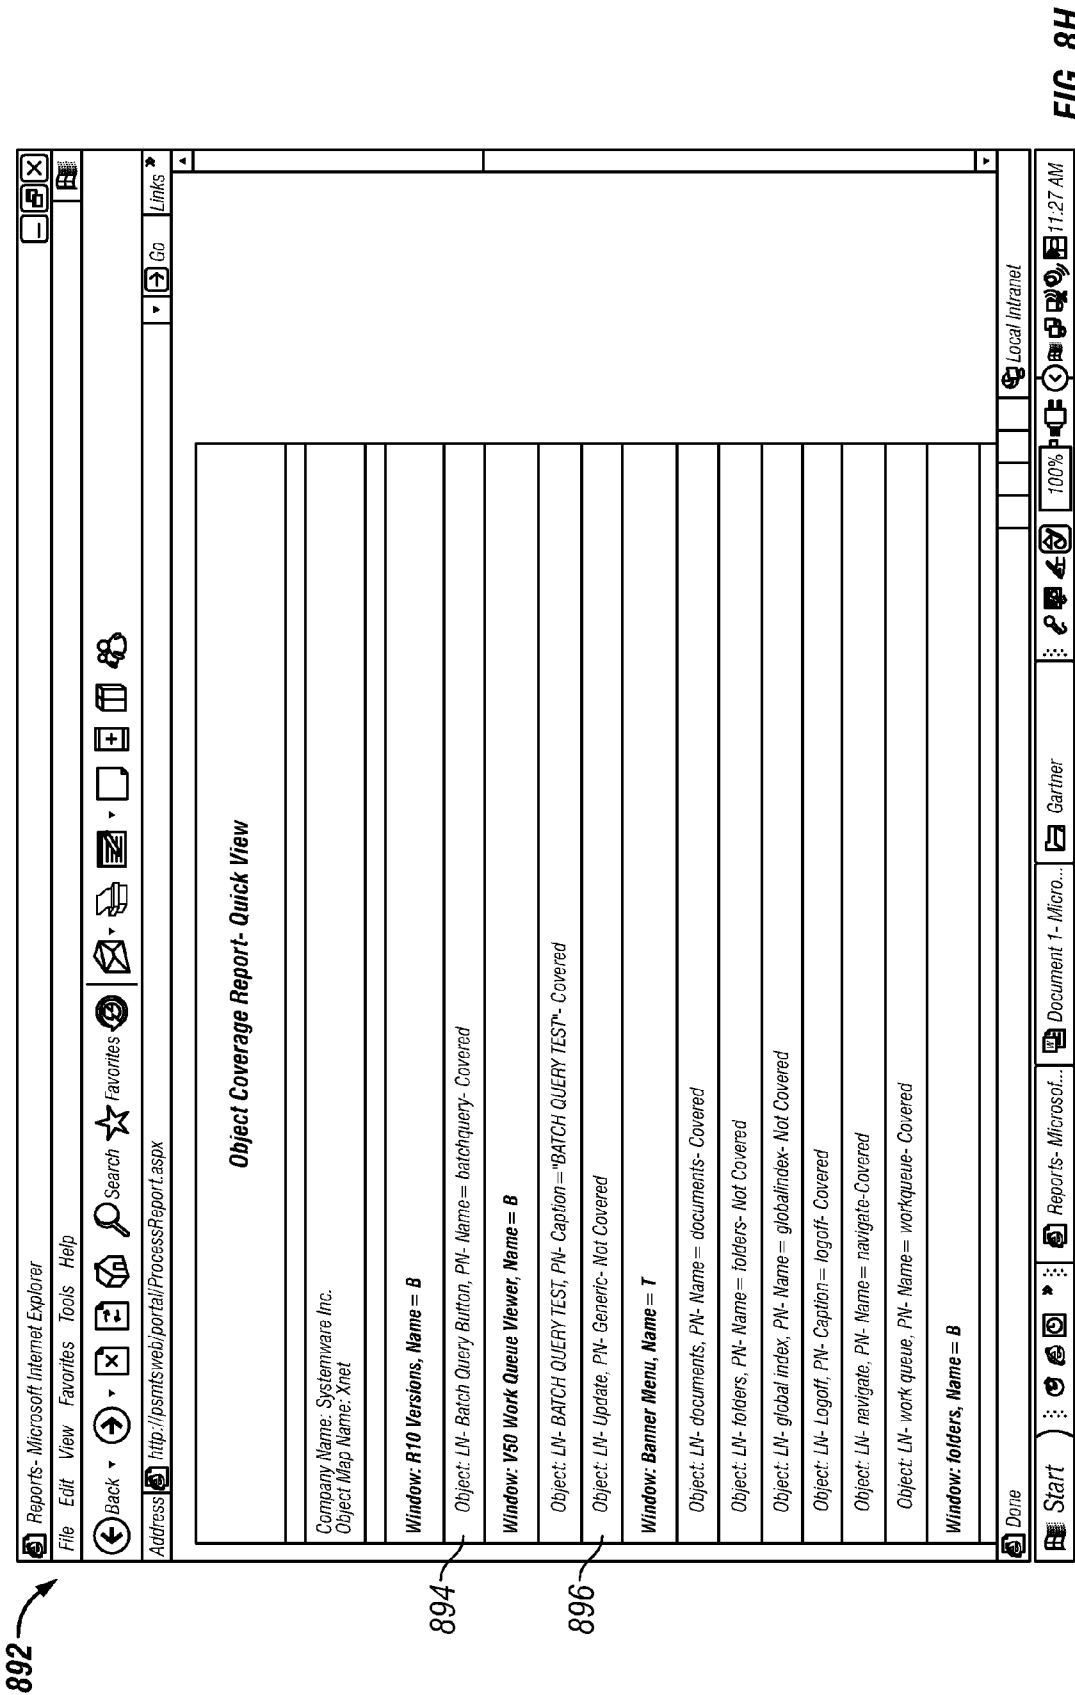 892
Reports- Microsoft Internet Explorer
File Edit View Favorites Tools Help
Back Search Favorites
Address http://psmtsweb/portal/ProcessReport.aspx Go Links »
Object Coverage Report- Quick View
Company Name: Systemware Inc.
Object Map Name: Xnet
Window: R10 Versions, Name= B
894
Object: LN- Batch Query Button, PN- Name= batchquery- Covered
Window: V50 Work Queue Viewer, Name= B
Object: LN- BATCH QUERY TEST, PN- Caption="BATCH QUERY TEST"- Covered
896
Object: LN- Update, PN- Generic- Not Covered
Window: Banner Menu, Name= T
Object: LN- documents, PN- Name= documents- Covered
Object: LN- folders, PN- Name= folders- Not Covered
Object: LN- global index, PN- Name= globalindex- Not Covered
Object: LN- Logoff, PN- Caption= logoff- Covered
Object: LN- navigate, PN- Name= navigate-Covered
Object: LN- work queue, PN- Name= workqueue- Covered
Window: folders, Name= B
Done Local Intranet
Start » Reports- Microsof... Document 1- Micro... Gartner 100% 11:27 AM
FIG. 8H